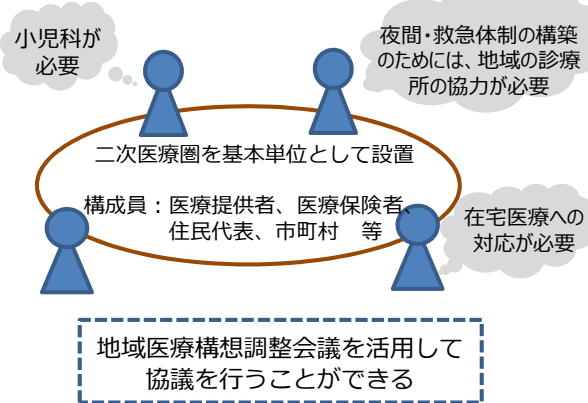 小児科が
必要
夜間・救急体制の構築
のためには、地域の診療
所の協力が必要
二次医療圏を基本単位として設置
構成員：医療提供者、医療保険者、
住民代表、市町村　等
在宅医療への
対応が必要
地域医療構想調整会議を活用して
協議を行うことができる